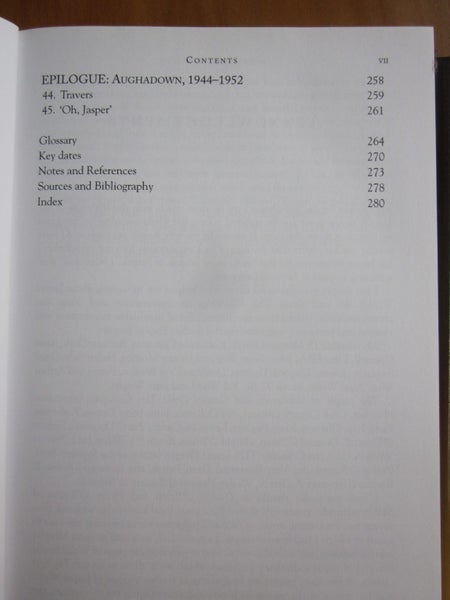 CONTENTS vii
EPILOGUE: AUGHADOWN, 1944–1952 258
44. Travers 259
45. ‘Oh, Jasper’ 261
Glossary 264
Key dates 270
Notes and References 273
Sources and Bibliography 278
Index 280